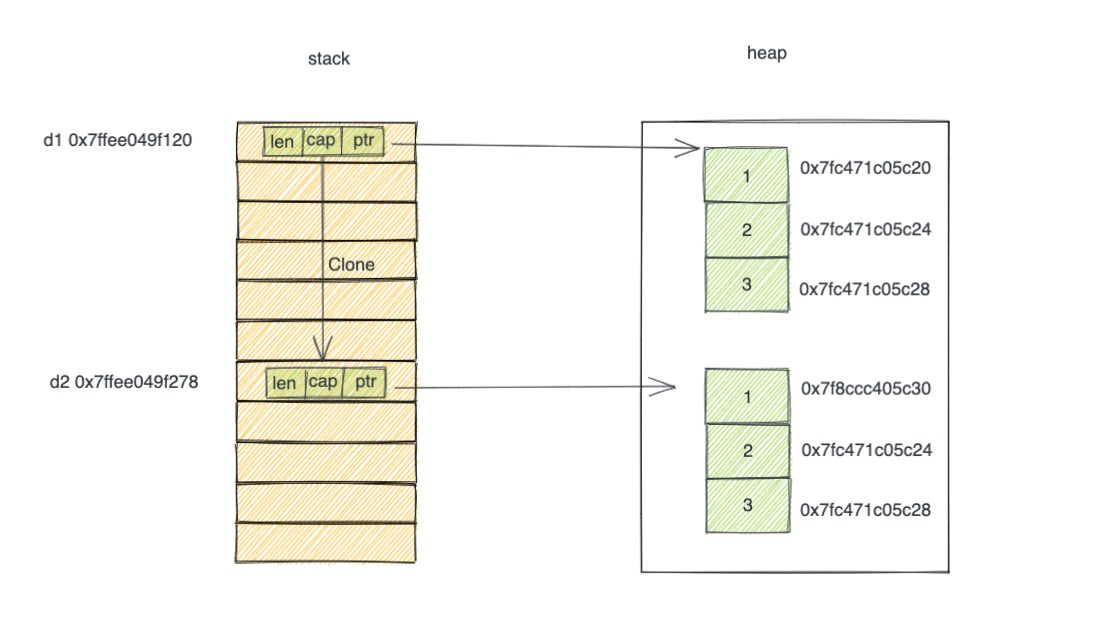 stack
heap
d1 0x7ffee049f120
len cap ptr
1
0x7fc471c05c20
2
0x7fc471c05c24
3
0x7fc471c05c28
Clone
d2 0x7ffee049f278
len cap ptr
1
0x7f8ccc405c30
2
0x7fc471c05c24
3
0x7fc471c05c28